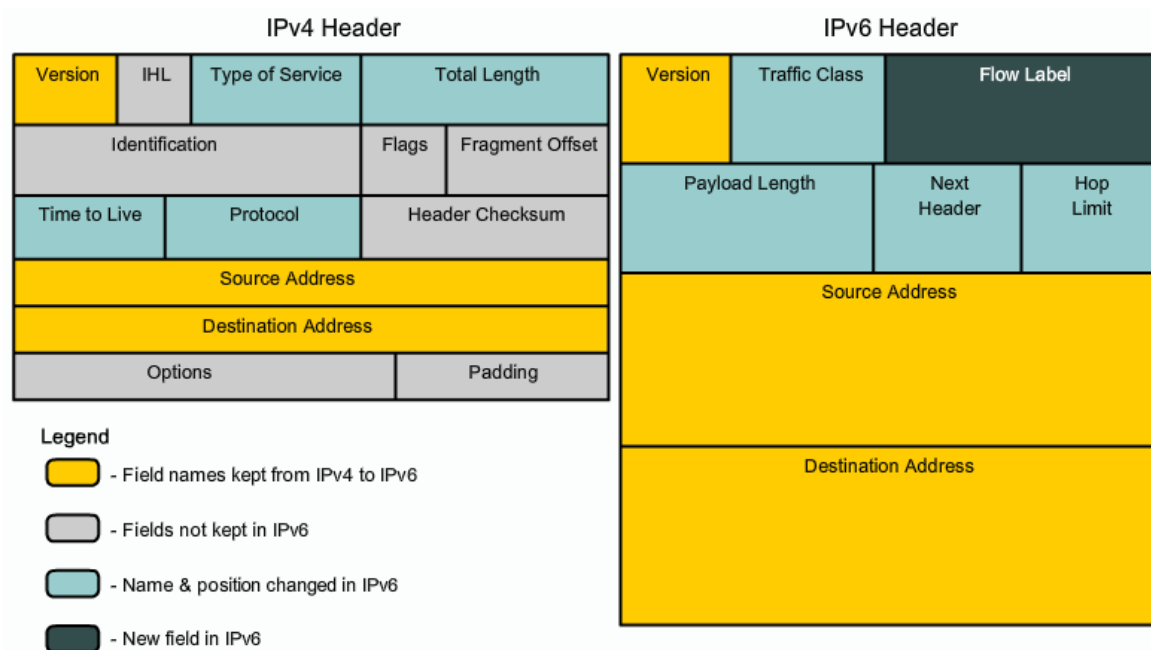 IPv4 Header
Version IHL Type of Service Total Length
Identification Flags Fragment Offset
Time to Live Protocol Header Checksum
Source Address
Destination Address
Options Padding
Legend
- Field names kept from IPv4 to IPv6
- Fields not kept in IPv6
- Name & position changed in IPv6
- New field in IPv6
IPv6 Header
Version Traffic Class Flow Label
Payload Length Next Hop
Header Limit
Source Address
Destination Address